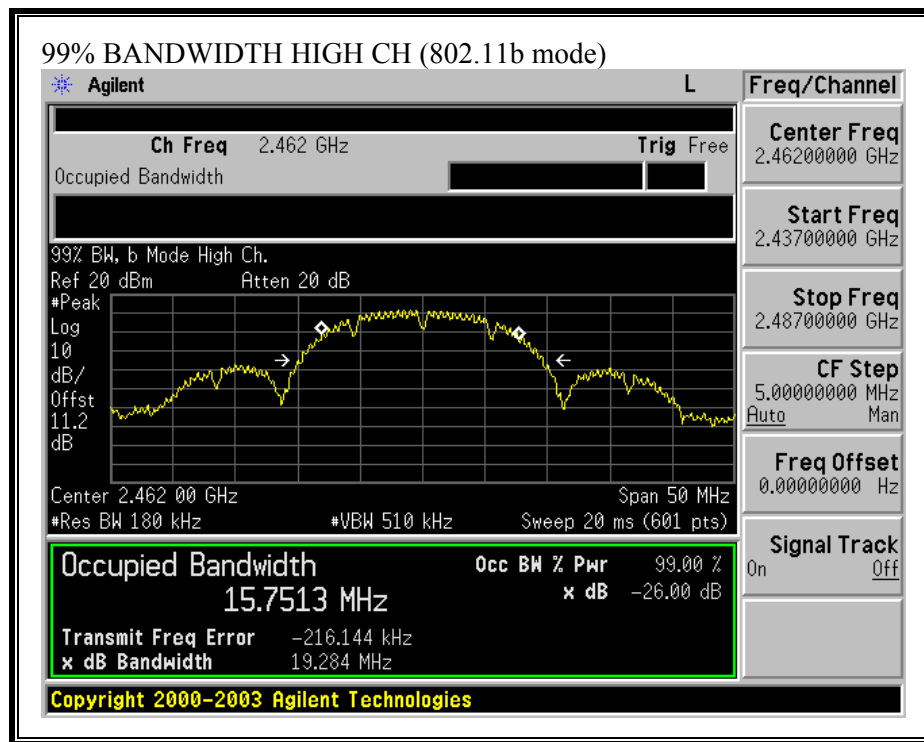 99% BANDWIDTH HIGH CH (802.11b mode)
Agilent L Freq/Channel
Ch Freq 2.462 GHz Trig Free
Occupied Bandwidth
Center Freq
2.46200000 GHz
Start Freq
2.43700000 GHz
Stop Freq
2.48700000 GHz
CF Step
5.00000000 MHz
Auto Man
Freq Offset
0.00000000 Hz
Signal Track
On Off
99% BW, b Mode High Ch.
Ref 20 dBm Atten 20 dB
#Peak
Log
10
dB/
Offst
11.2
dB
Center 2.462 00 GHz Span 50 MHz
#Res BW 180 kHz #VBW 510 kHz Sweep 20 ms (601 pts)
Occupied Bandwidth Occ BW % Pwr 99.00 %
15.7513 MHz x dB -26.00 dB
Transmit Freq Error -216.144 kHz
x dB Bandwidth 19.284 MHz
Copyright 2000-2003 Agilent Technologies